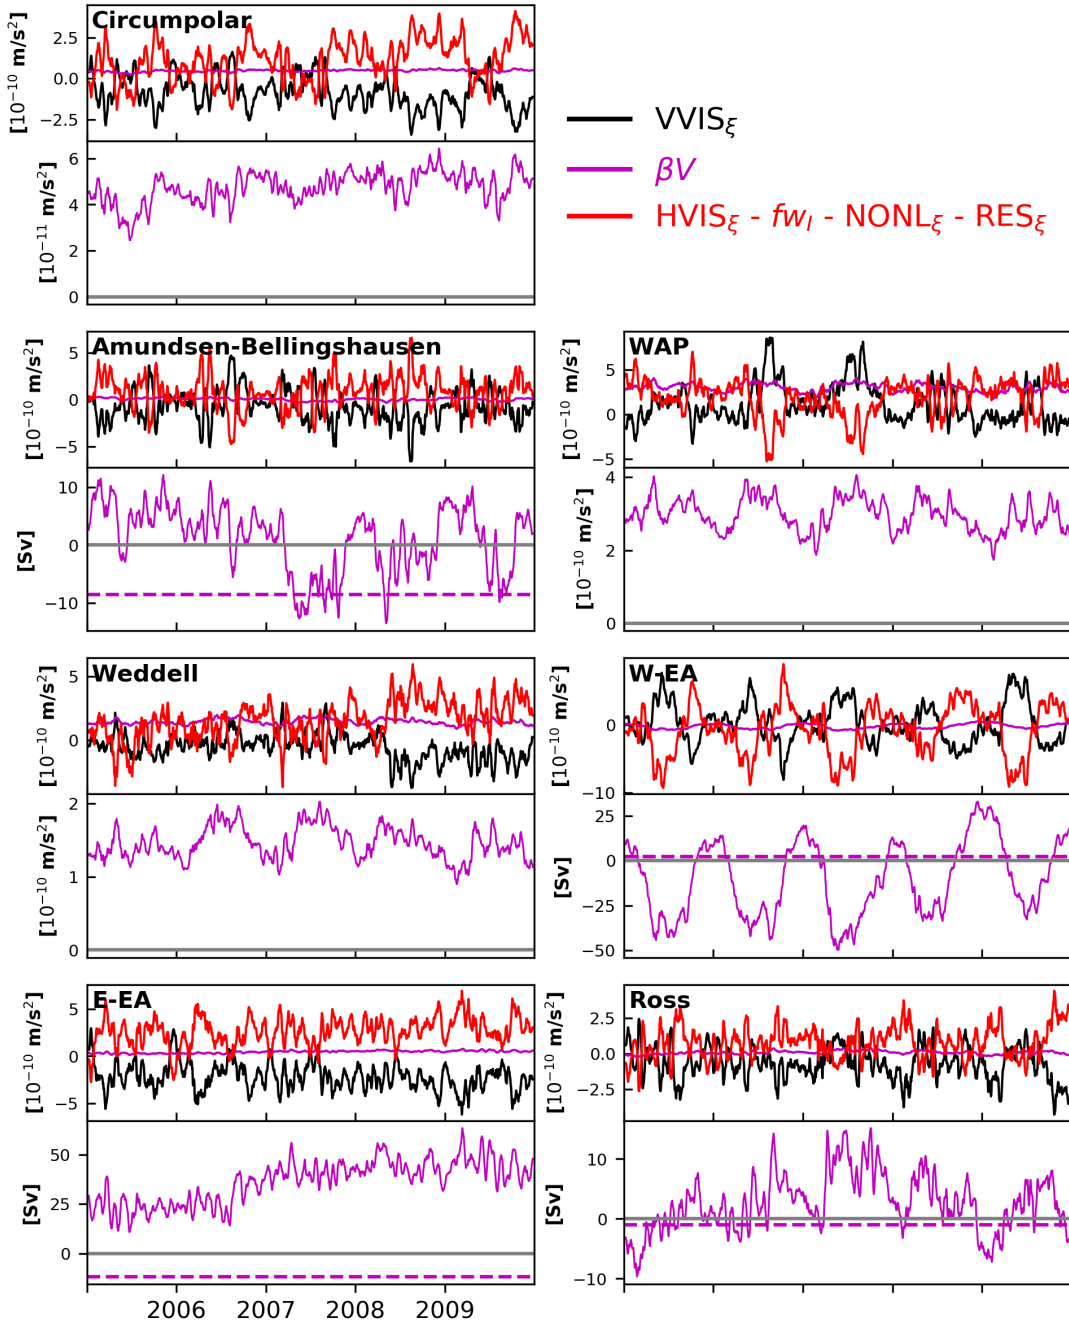 Circumpolar
[10⁻¹⁰ m/s²]
2.5
0.0
−2.5
[10⁻¹¹ m/s²]
6
4
2
0
VVIS_ξ
βV
HVIS_ξ - fw_I - NONL_ξ - RES_ξ
Amundsen-Bellingshausen
[10⁻¹⁰ m/s²]
5
0
−5
[Sv]
10
0
−10
WAP
[10⁻¹⁰ m/s²]
5
0
−5
[10⁻¹⁰ m/s²]
4
2
0
Weddell
[10⁻¹⁰ m/s²]
5
0
[10⁻¹⁰ m/s²]
2
1
0
W-EA
[10⁻¹⁰ m/s²]
0
−10
[Sv]
25
0
−25
−50
E-EA
[10⁻¹⁰ m/s²]
5
0
−5
[Sv]
50
25
0
2006 2007 2008 2009
Ross
[10⁻¹⁰ m/s²]
2.5
0.0
−2.5
[Sv]
10
0
−10